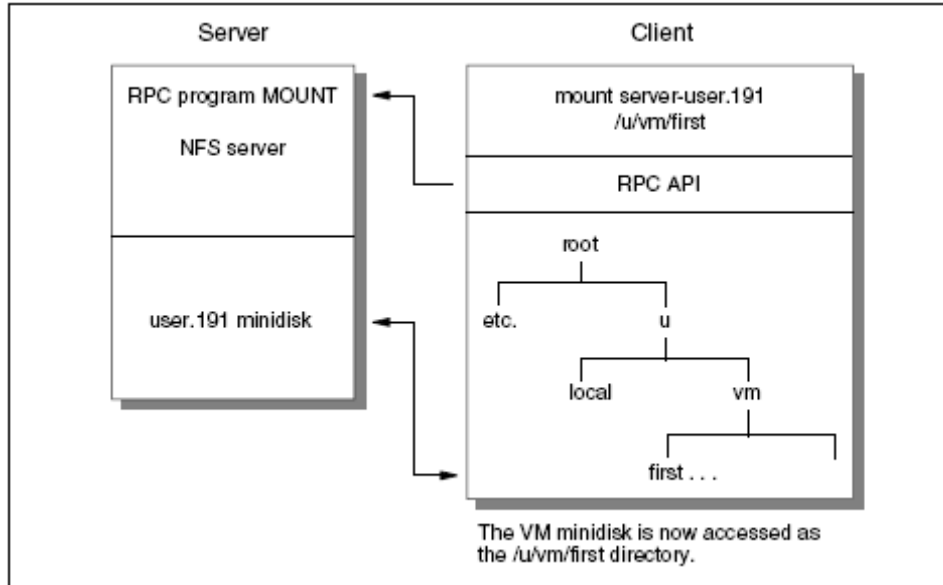 Server
Client
RPC program MOUNT
NFS server
user.191 minidisk
mount server-user.191
/u/vm/first
RPC API
root
etc.
u
local
vm
first . . .
The VM minidisk is now accessed as
the /u/vm/first directory.